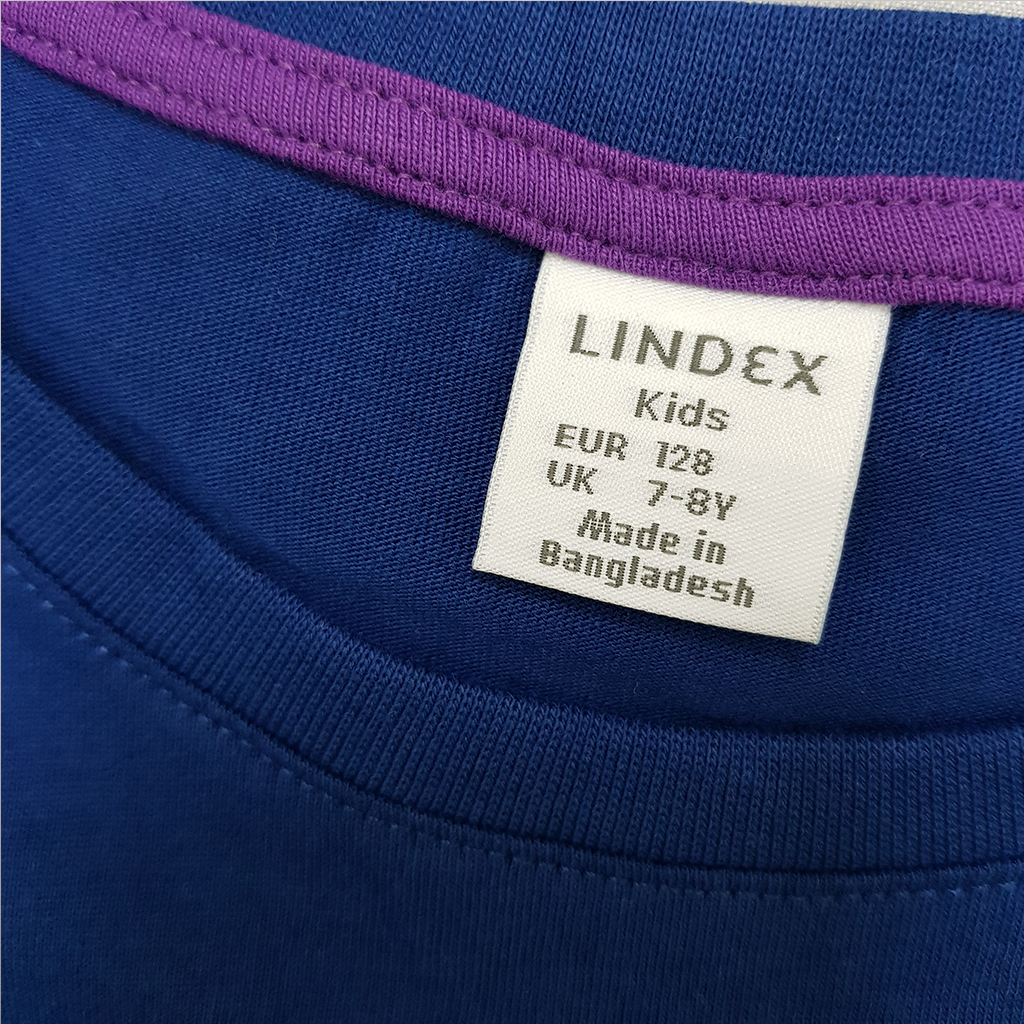 LINDEX
Kids
EUR 128
UK 7-8Y
Made in
Bangladesh